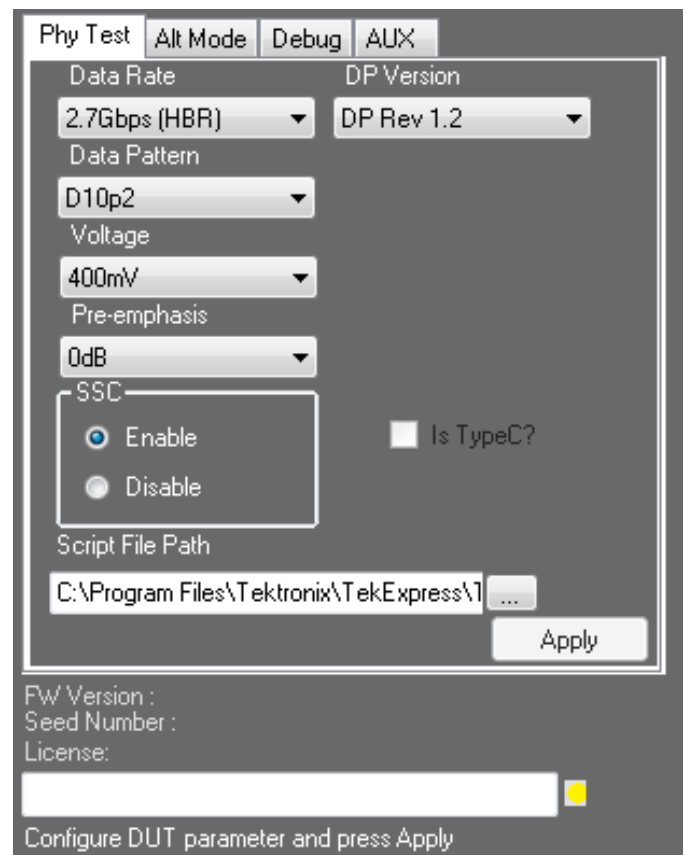 Phy Test Alt Mode Debug AUX
Data Rate DP Version
2.7Gbps (HBR) DP Rev 1.2
Data Pattern
D10p2
Voltage
400mV
Pre-emphasis
0dB
SSC
Enable Is TypeC?
Disable
Script File Path
C:\Program Files\Tektronix\TekExpress\ ...
Apply
FW Version :
Seed Number :
License:
Configure DUT parameter and press Apply